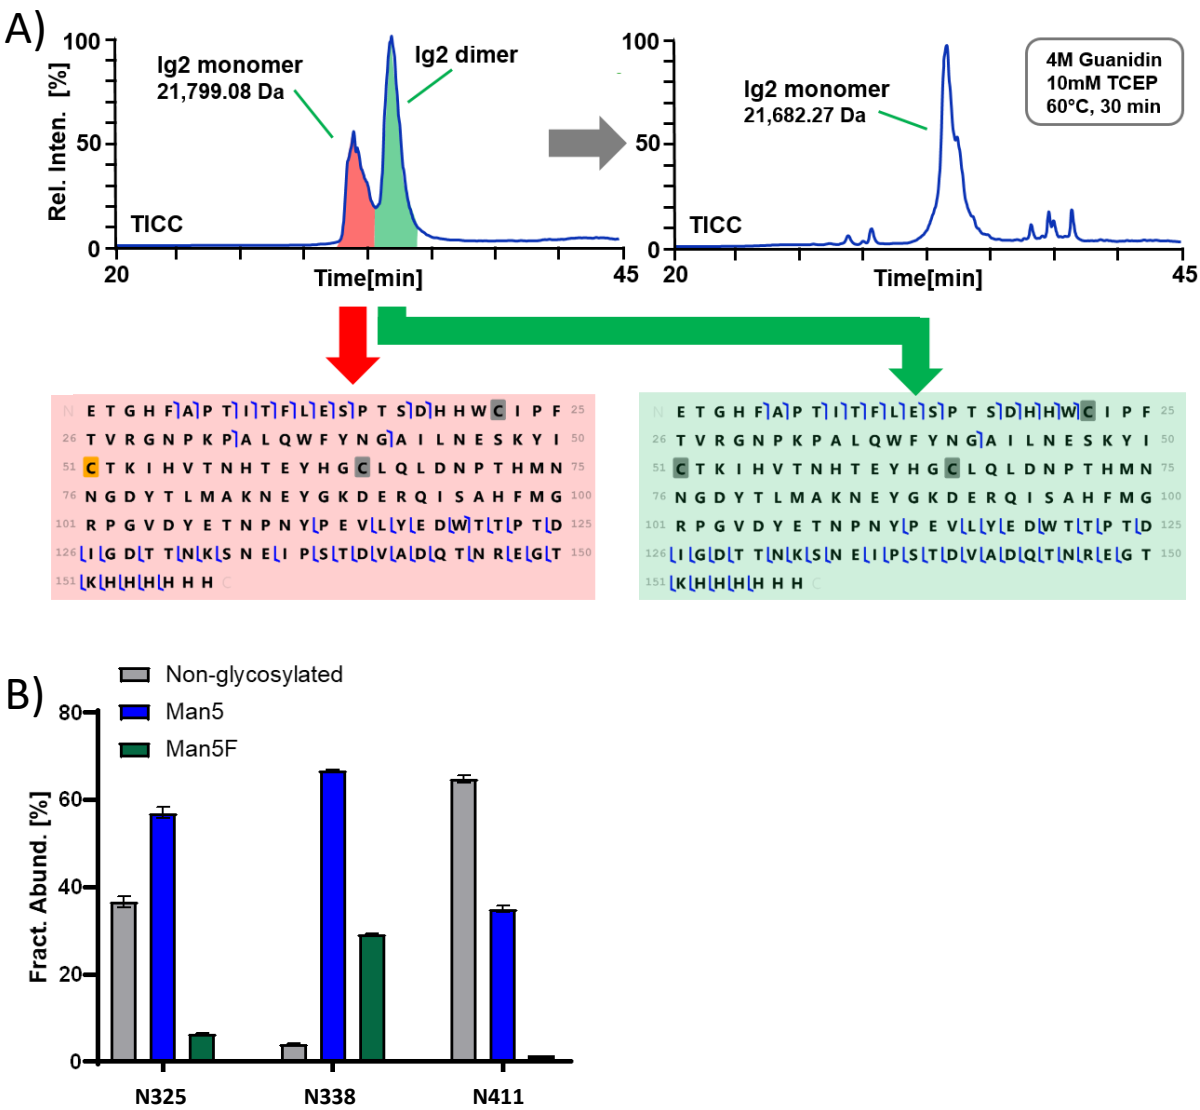 A)
100
50
0
Rel. Inten. [%]
Ig2 monomer
21,799.08 Da
Ig2 dimer
TICC
20
Time[min]
45
100
50
0
Ig2 monomer
21,682.27 Da
4M Guanidin
10mM TCEP
60°C, 30 min
TICC
20
Time[min]
45
N E T G H F A P T I T F L E S P T S D H H W C I P F 25
26 T V R G N P K P A L Q W F Y N G A I L N E S K Y I 50
51 C T K I H V T N H T E Y H G C L Q L D N P T H M N 75
76 N G D Y T L M A K N E Y G K D E R Q I S A H F M G 100
101 R P G V D Y E T N P N Y P E V L Y E D W T T P T D 125
126 I G D T T N K S N E I P S T D V A D Q T N R E G T 150
151 K H H H H H H C
N E T G H F A P T I T F L E S P T S D H H W C I P F 25
26 T V R G N P K P A L Q W F Y N G A I L N E S K Y I 50
51 C T K I H V T N H T E Y H G C L Q L D N P T H M N 75
76 N G D Y T L M A K N E Y G K D E R Q I S A H F M G 100
101 R P G V D Y E T N P N Y P E V L Y E D W T T P T D 125
126 I G D T T N K S N E I P S T D V A D Q T N R E G T 150
151 K H H H H H H C
B)
Non-glycosylated
Man5
Man5F
80
60
40
20
0
Fract. Abund. [%]
N325
N338
N411